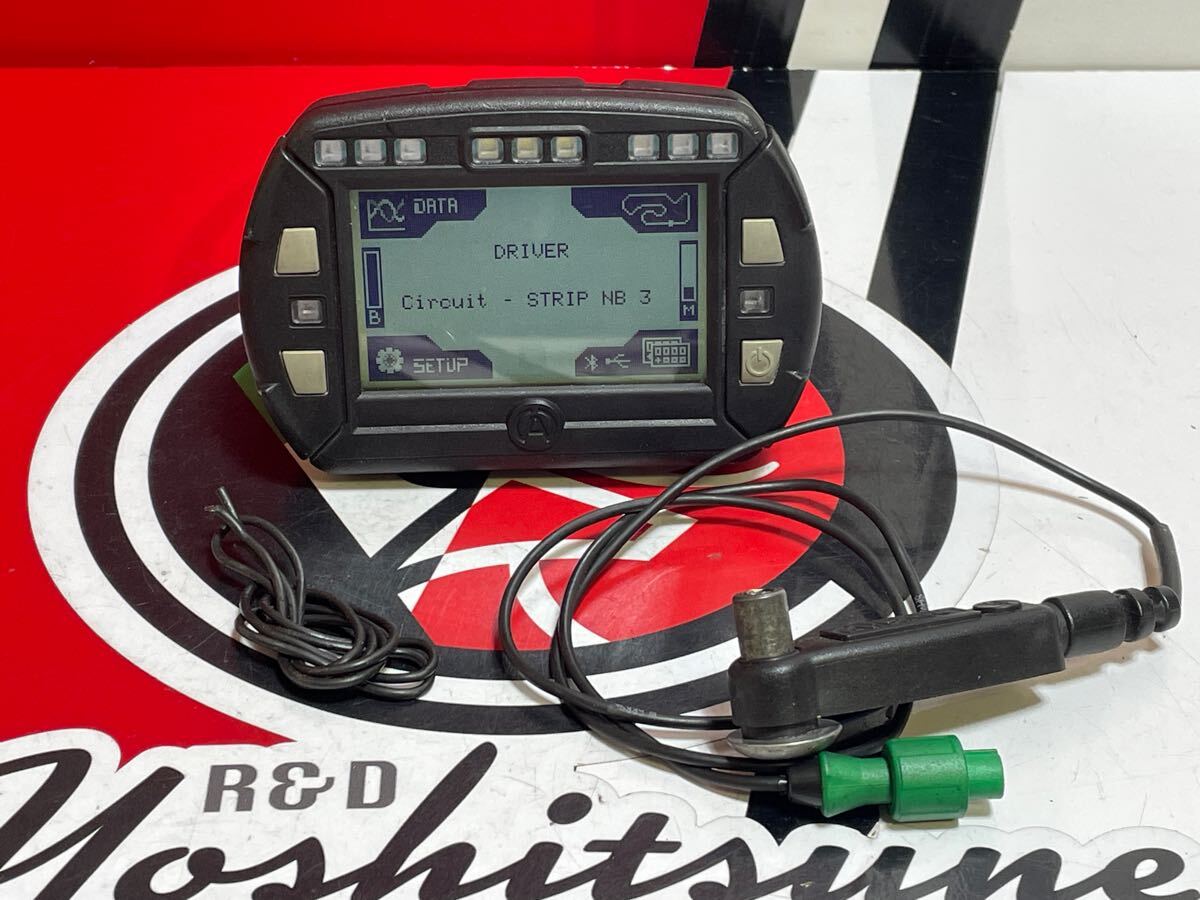 DATA
DRIVER
Circuit - STRIP NB 3
B
M
SETUP
A
R&D
Yoshitsune